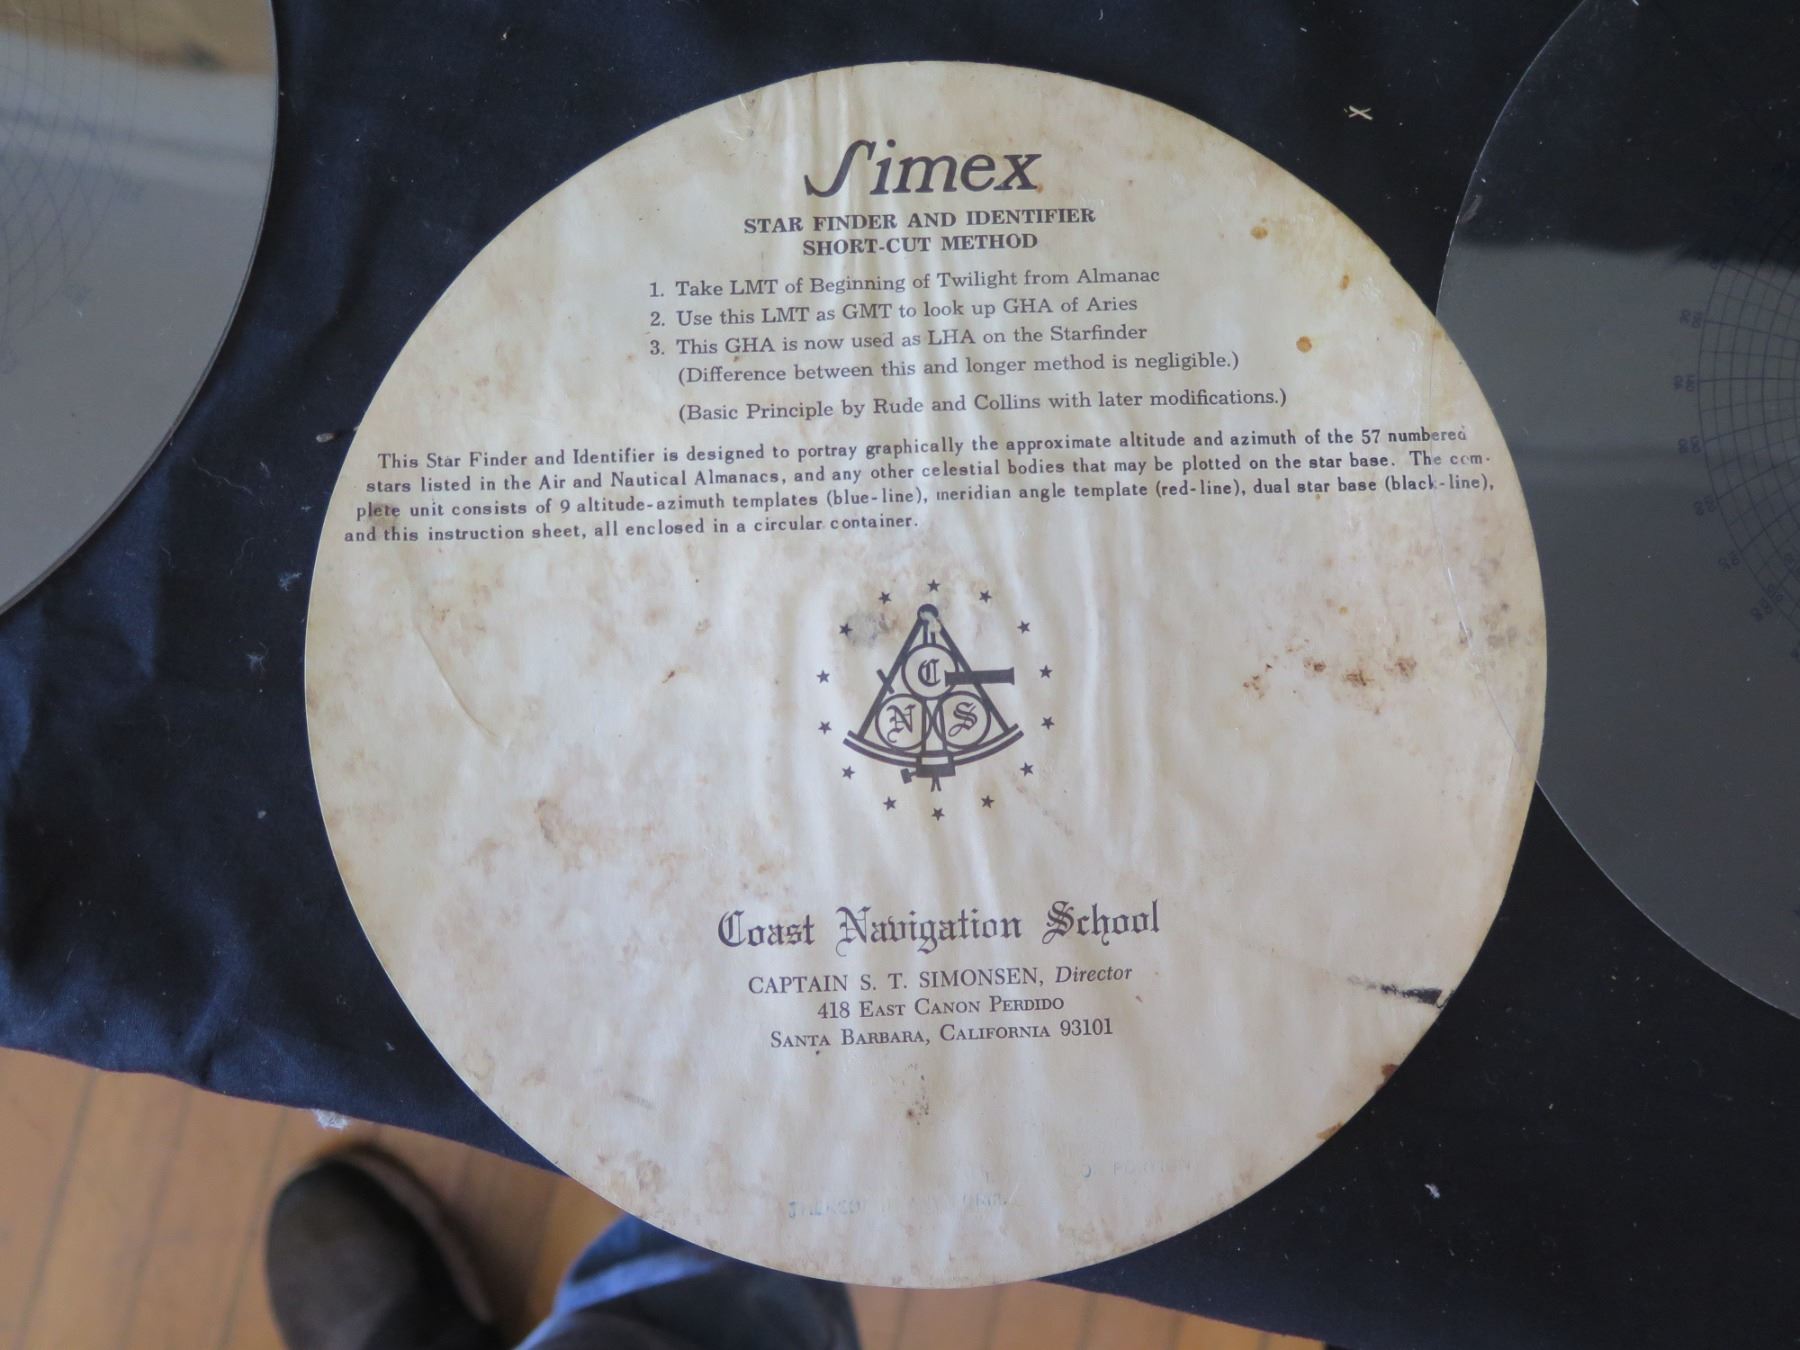 Simex
STAR FINDER AND IDENTIFIER
SHORT-CUT METHOD
1. Take LMT of Beginning of Twilight from Almanac
2. Use this LMT as GMT to look up GHA of Aries
3. This GHA is now used as LHA on the Starfinder
(Difference between this and longer method is negligible.)
(Basic Principle by Rude and Collins with later modifications.)
This Star Finder and Identifier is designed to portray graphically the approximate altitude and azimuth of the 57 numbered
stars listed in the Air and Nautical Almanacs, and any other celestial bodies that may be plotted on the star base. The com-
plete unit consists of 9 altitude-azimuth templates (blue-line), meridian angle template (red-line), dual star base (black-line),
and this instruction sheet, all enclosed in a circular container.
C
N S
Coast Navigation School
CAPTAIN S. T. SIMONSEN, Director
418 EAST CANON PERDIDO
SANTA BARBARA, CALIFORNIA 93101